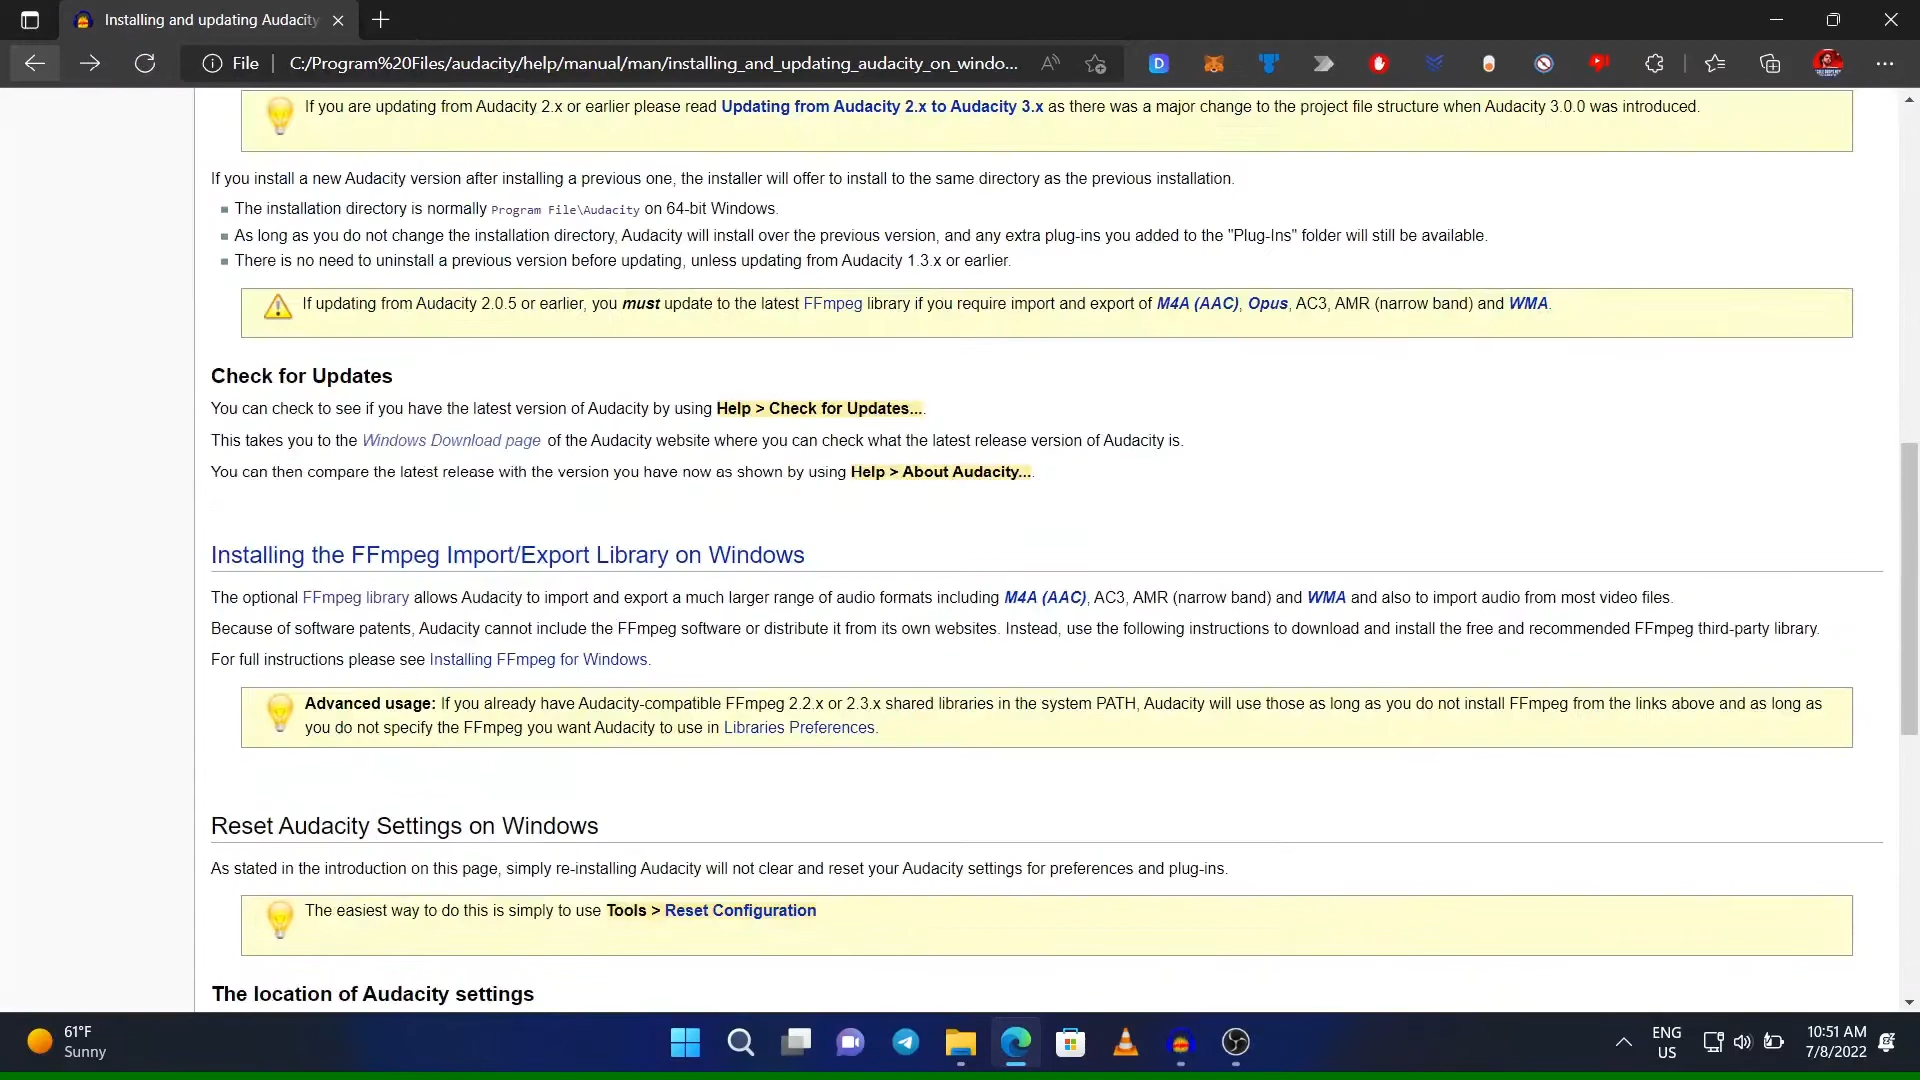 Installing and updating Audacity
File
C:/Program%20Files/audacity/help/manual/man/installing_and_updating_audacity_on_windo...
If you are updating from Audacity 2.x or earlier please read Updating from Audacity 2.x to Audacity 3.x as there was a major change to the project file structure when Audacity 3.0.0 was introduced.
If you install a new Audacity version after installing a previous one, the installer will offer to install to the same directory as the previous installation.
The installation directory is normally Program File\Audacity on 64-bit Windows.
As long as you do not change the installation directory, Audacity will install over the previous version, and any extra plug-ins you added to the "Plug-Ins" folder will still be available.
There is no need to uninstall a previous version before updating, unless updating from Audacity 1.3.x or earlier.
If updating from Audacity 2.0.5 or earlier, you must update to the latest FFmpeg library if you require import and export of M4A (AAC), Opus, AC3, AMR (narrow band) and WMA.
Check for Updates
You can check to see if you have the latest version of Audacity by using Help > Check for Updates....
This takes you to the Windows Download page of the Audacity website where you can check what the latest release version of Audacity is.
You can then compare the latest release with the version you have now as shown by using Help > About Audacity....
Installing the FFmpeg Import/Export Library on Windows
The optional FFmpeg library allows Audacity to import and export a much larger range of audio formats including M4A (AAC), AC3, AMR (narrow band) and WMA and also to import audio from most video files.
Because of software patents, Audacity cannot include the FFmpeg software or distribute it from its own websites. Instead, use the following instructions to download and install the free and recommended FFmpeg third-party library.
For full instructions please see Installing FFmpeg for Windows.
Advanced usage: If you already have Audacity-compatible FFmpeg 2.2.x or 2.3.x shared libraries in the system PATH, Audacity will use those as long as you do not install FFmpeg from the links above and as long as
you do not specify the FFmpeg you want Audacity to use in Libraries Preferences.
Reset Audacity Settings on Windows
As stated in the introduction on this page, simply re-installing Audacity will not clear and reset your Audacity settings for preferences and plug-ins.
The easiest way to do this is simply to use Tools > Reset Configuration
The location of Audacity settings
61°F
Sunny
ENG
US
10:51 AM
7/8/2022